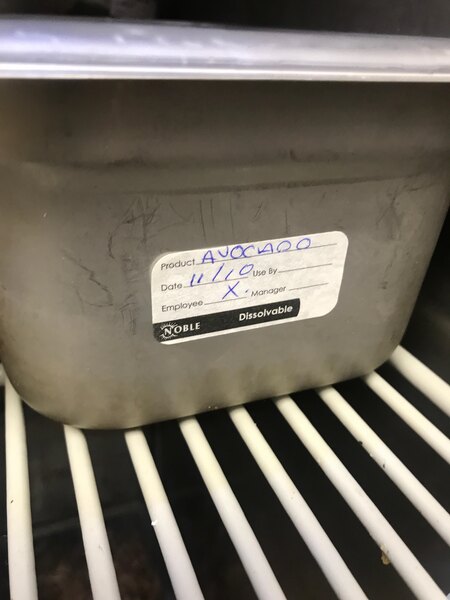 Product AVOCADO
Date 11/10 Use By
Employee X. Manager
NOBLE Dissolvable